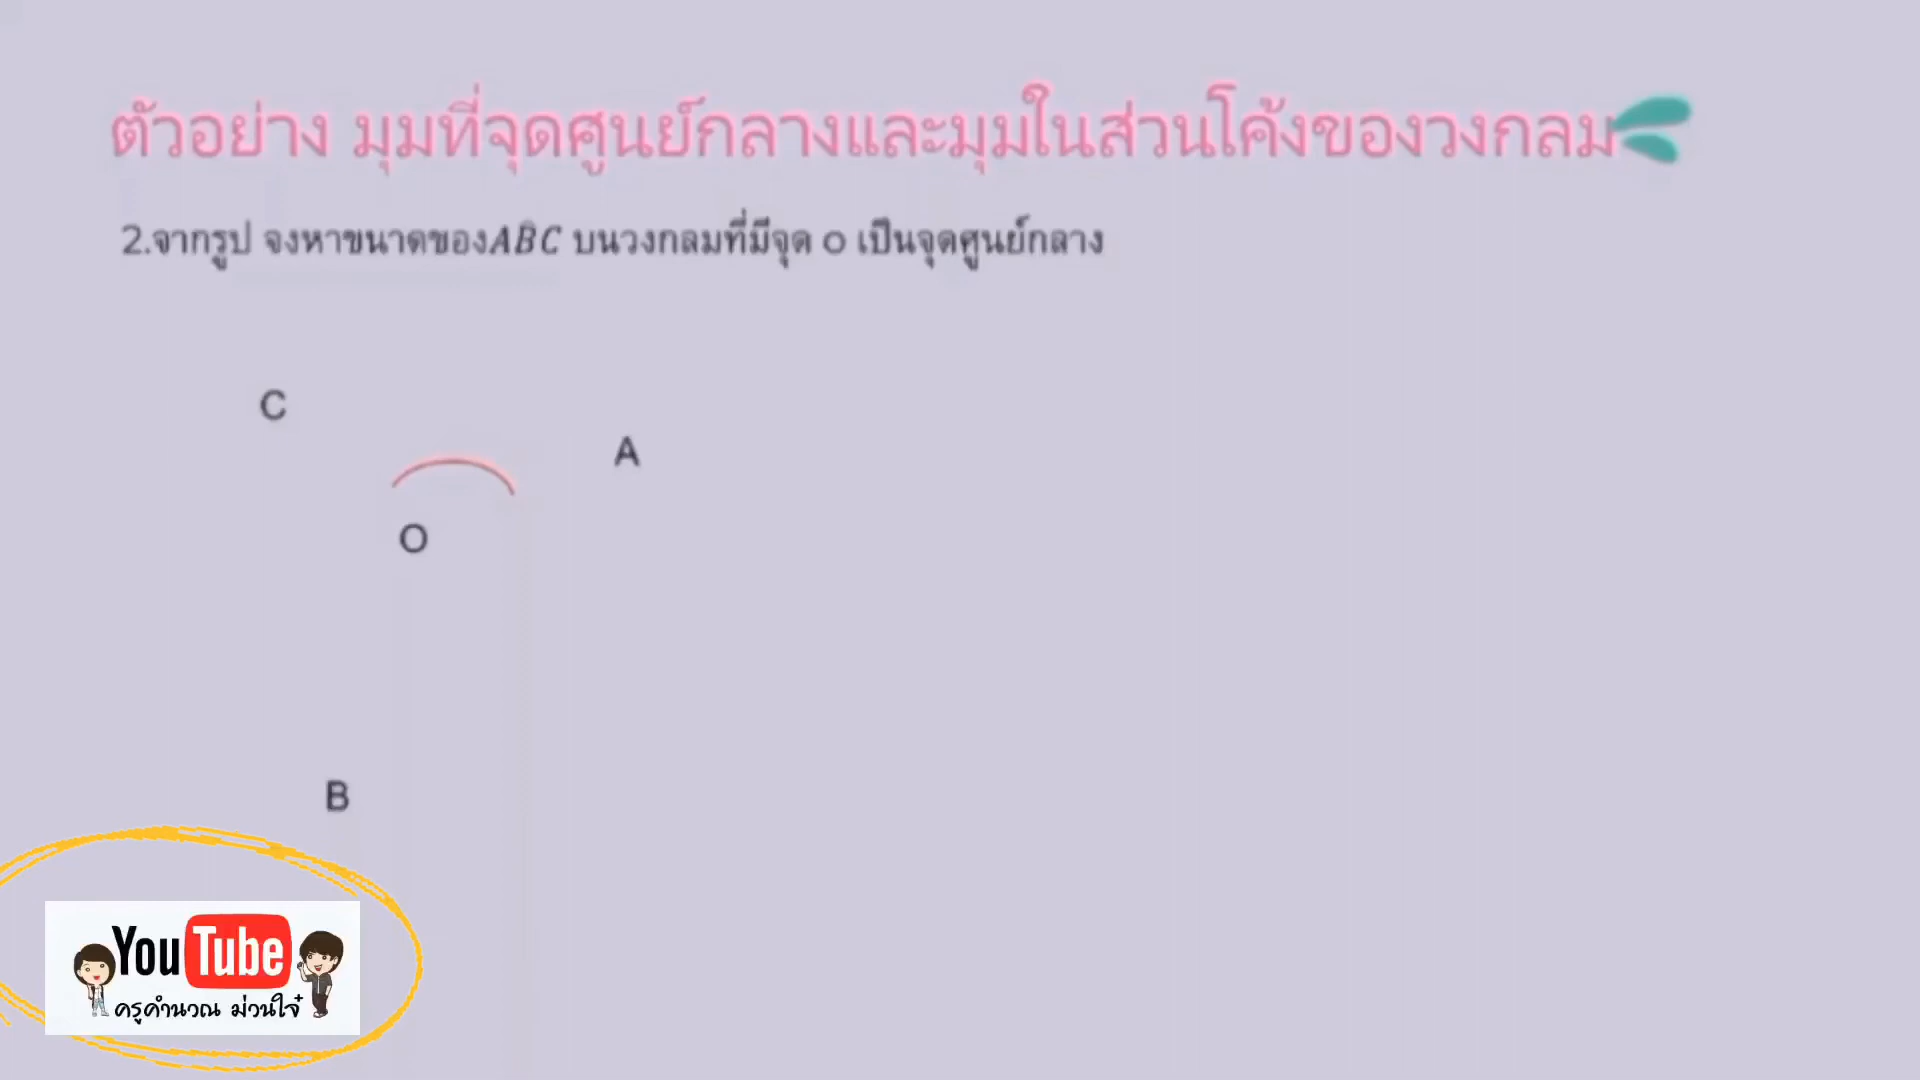 ตัวอย่าง มุมที่จุดศูนย์กลางและมุมในส่วนโค้งของวงกลม
2.จากรูป จงหาขนาดของAB̂C บนวงกลมที่มีจุด o เป็นจุดศูนย์กลาง
C
A
O
B
YouTube
ครูคำนวณ ม่วนใจ๋